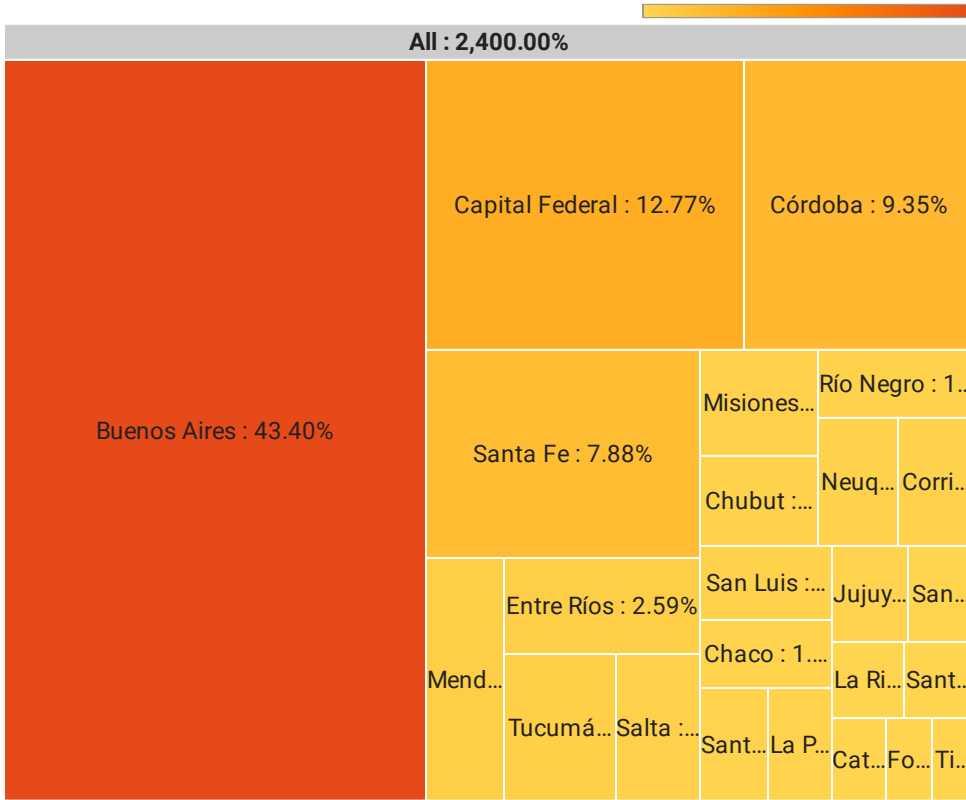 All : 2,400.00%
Buenos Aires : 43.40%
Capital Federal : 12.77%
Córdoba : 9.35%
Santa Fe : 7.88%
Misiones...
Río Negro : 1...
Chubut :...
Neuq...
Corri...
Mend...
Entre Ríos : 2.59%
Tucumá...
Salta :...
San Luis :...
Jujuy...
San...
Chaco : 1....
La Ri...
Sant...
Sant...
La P...
Cat...
Fo...
Ti...